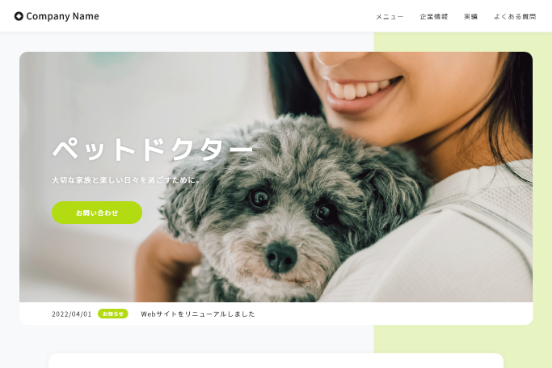 Company Name
メニュー 企業情報 実績 よくある質問
ペットドクター
大切な家族と楽しい日々を過ごすために。
お問い合わせ
2022/04/01 お知らせ Webサイトをリニューアルしました